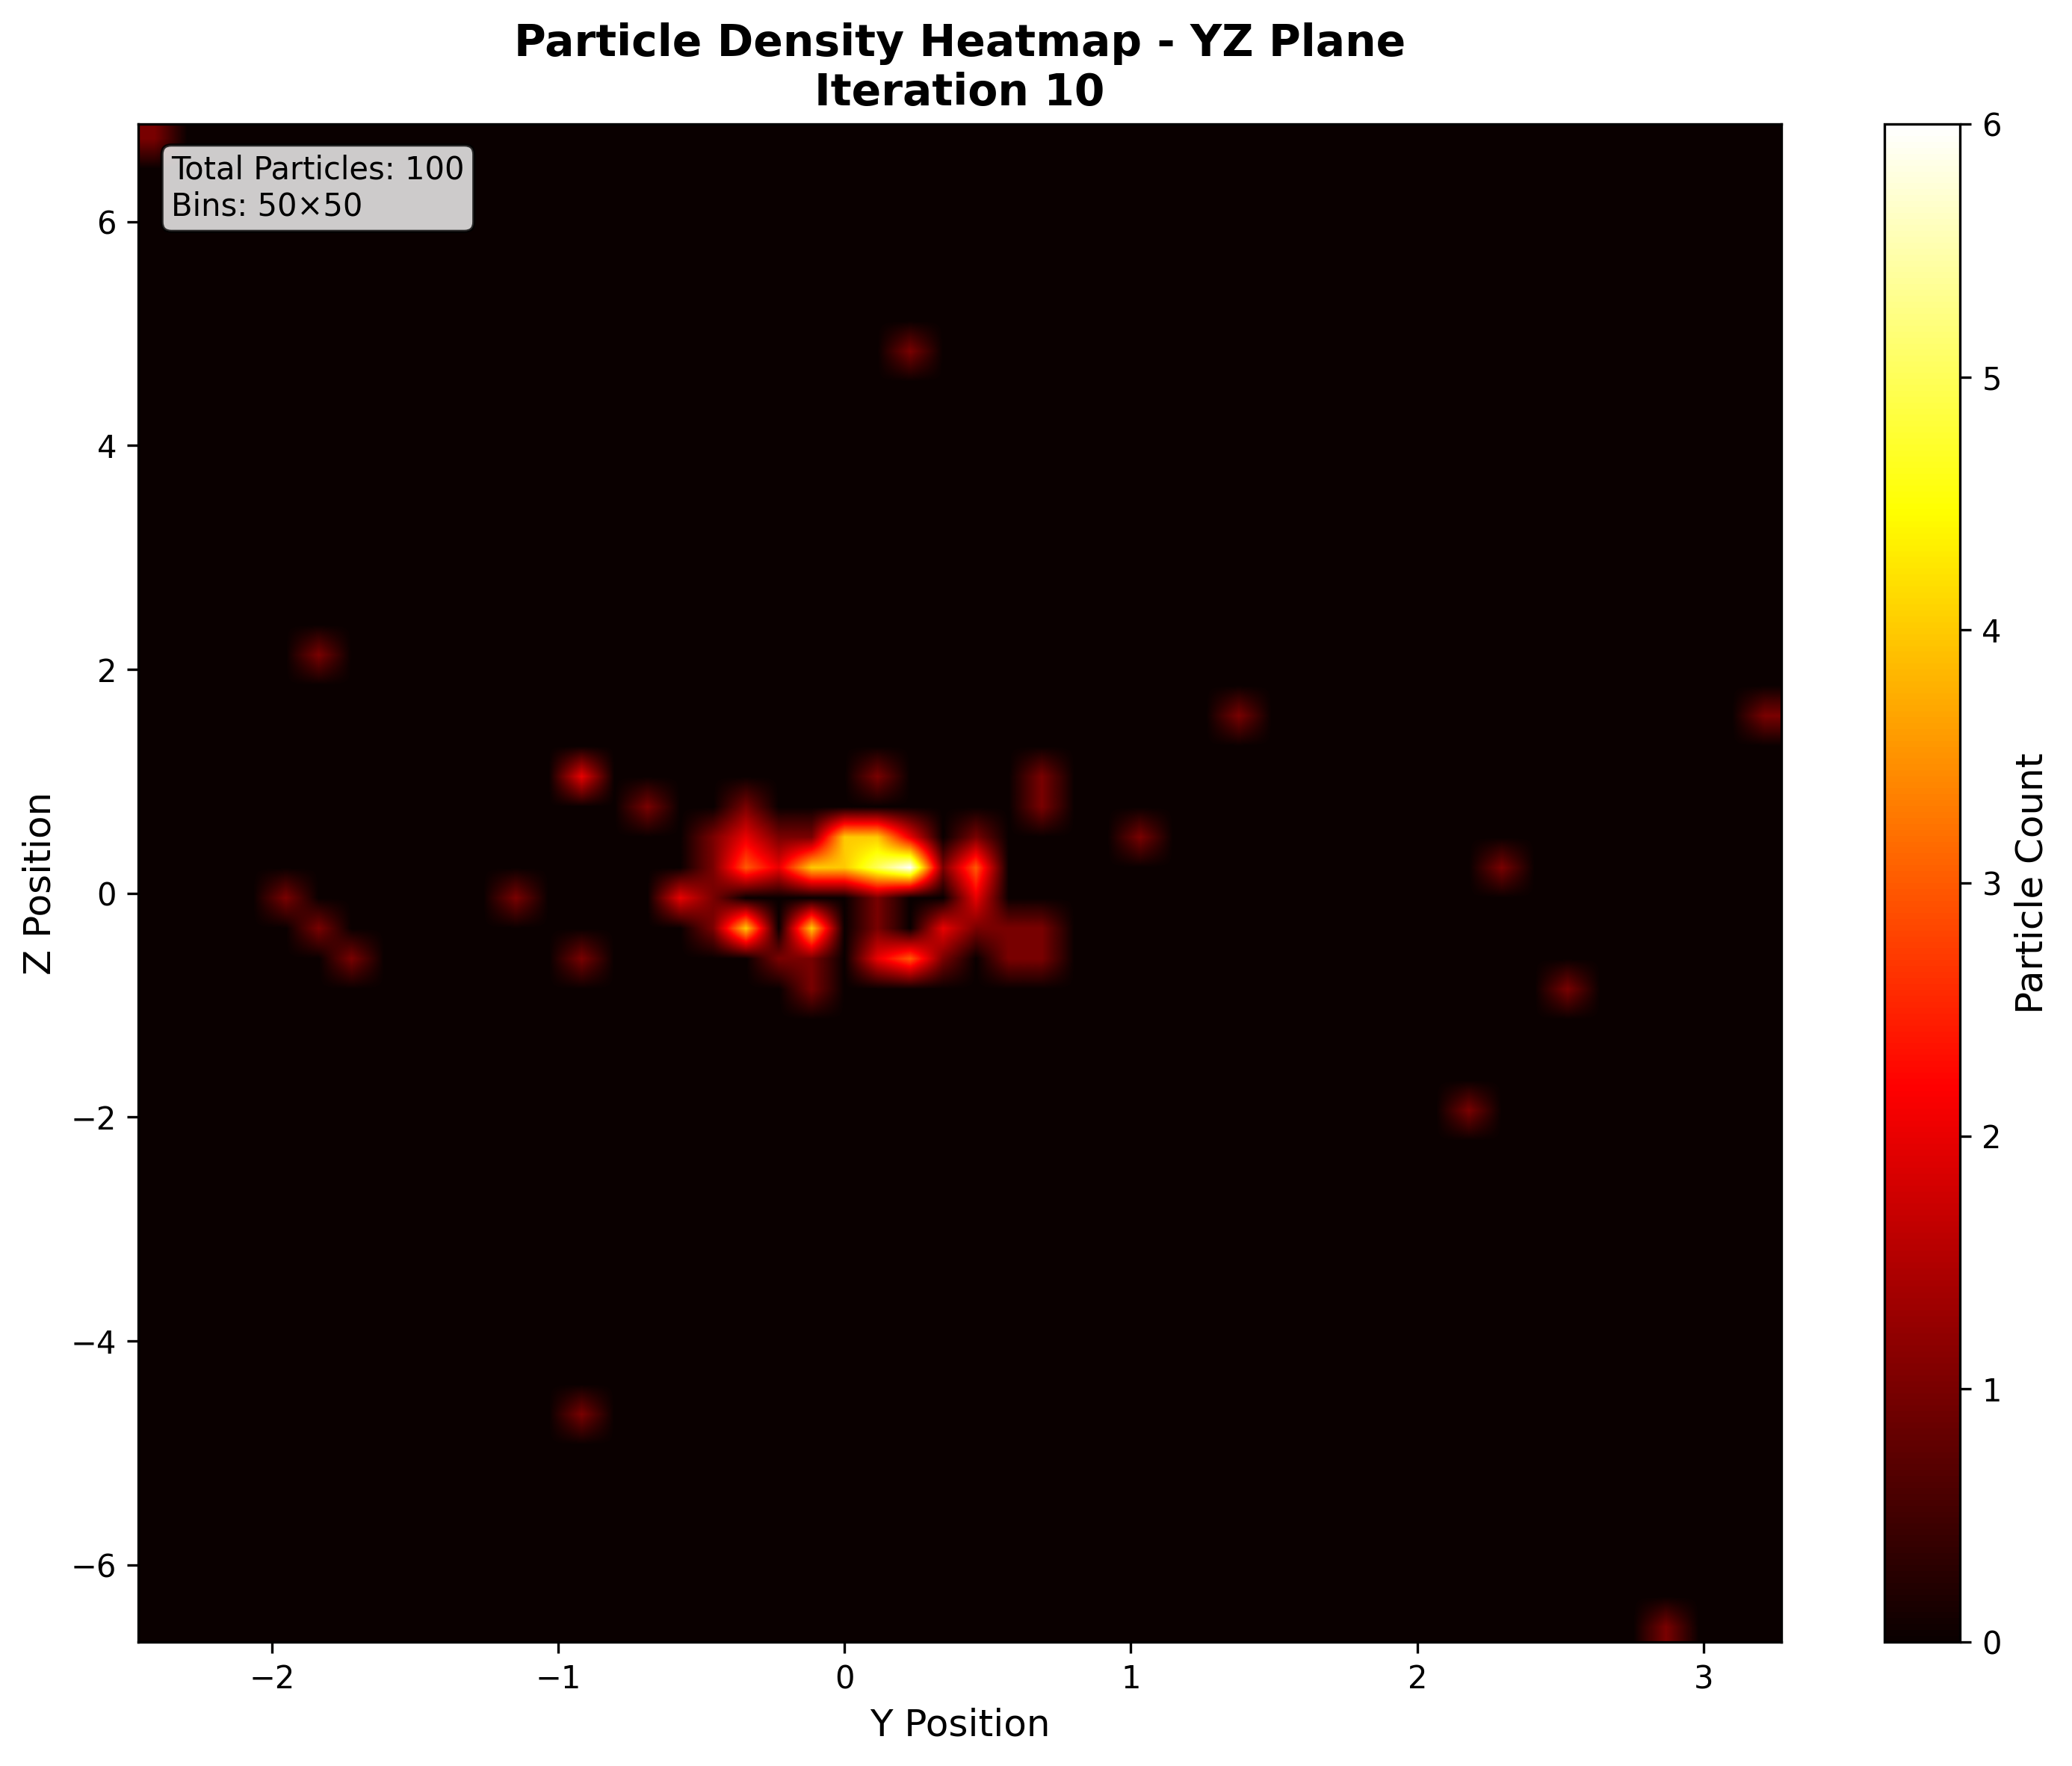 Particle Density Heatmap - YZ Plane
Iteration 10
Total Particles: 100
Bins: 50×50
Z Position
6
4
2
0
−2
−4
−6
−2
−1
0
1
2
3
Y Position
6
5
4
3
2
1
0
Particle Count